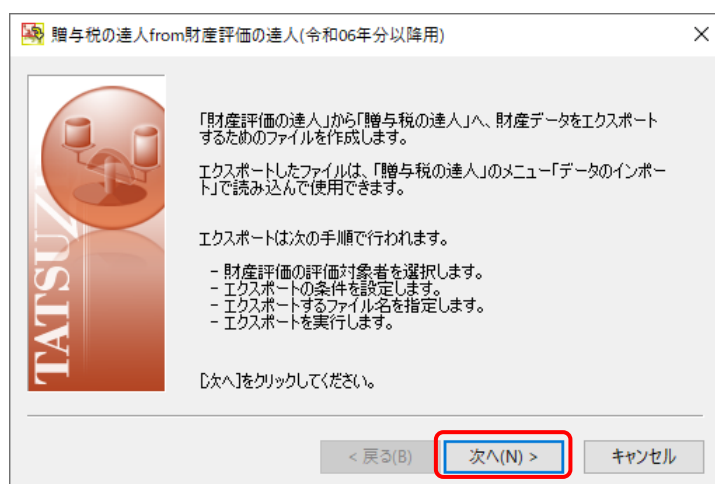 贈与税の達人from財産評価の達人(令和06年分以降用)
「財産評価の達人」から「贈与税の達人」へ、財産データをエクスポート
するためのファイルを作成します。
エクスポートしたファイルは、「贈与税の達人」のメニュー「データのインポー
ト」で読み込んで使用できます。
エクスポートは次の手順で行われます。
- 財産評価の評価対象者を選択します。
- エクスポートの条件を設定します。
- エクスポートするファイル名を指定します。
- エクスポートを実行します。
[次へ]をクリックしてください。
TATSUZI
< 戻る(B)
次へ(N) >
キャンセル